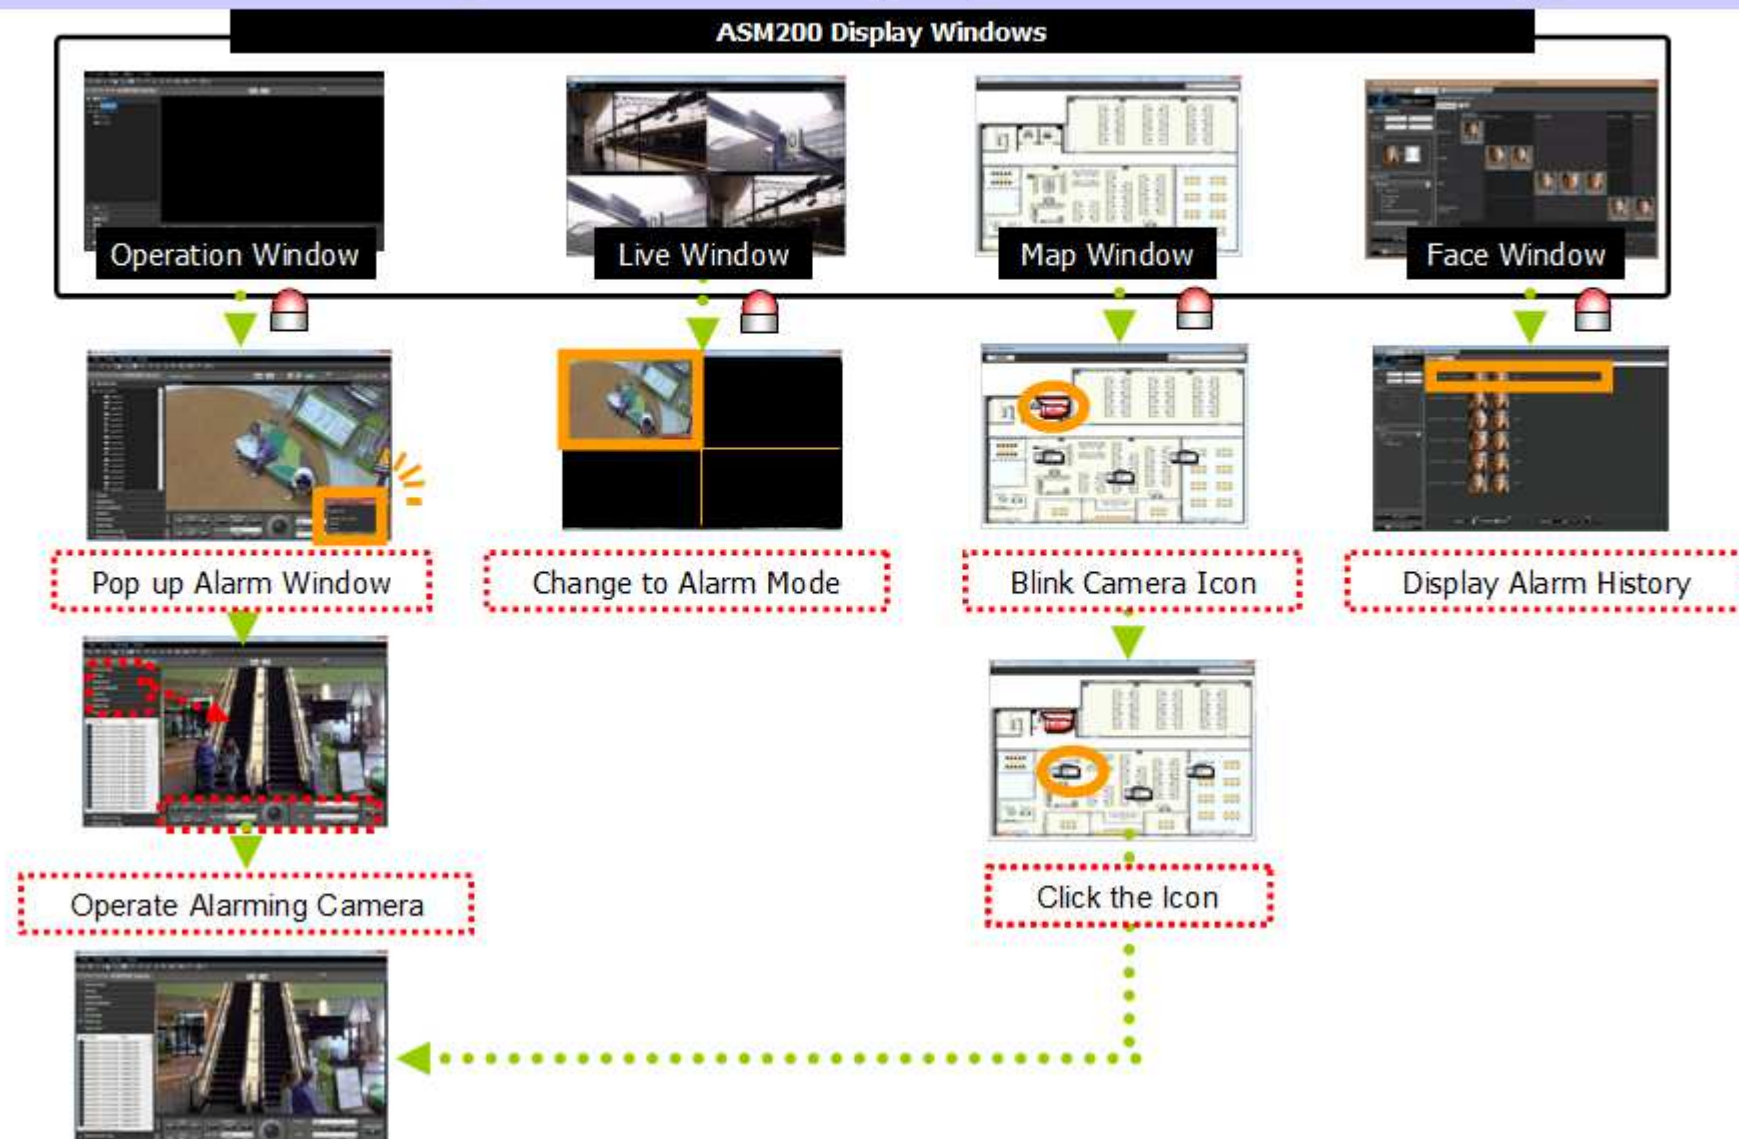 ASM200 Display Windows
Operation Window
Live Window
Map Window
Face Window
Pop up Alarm Window
Change to Alarm Mode
Blink Camera Icon
Display Alarm History
Operate Alarming Camera
Click the Icon